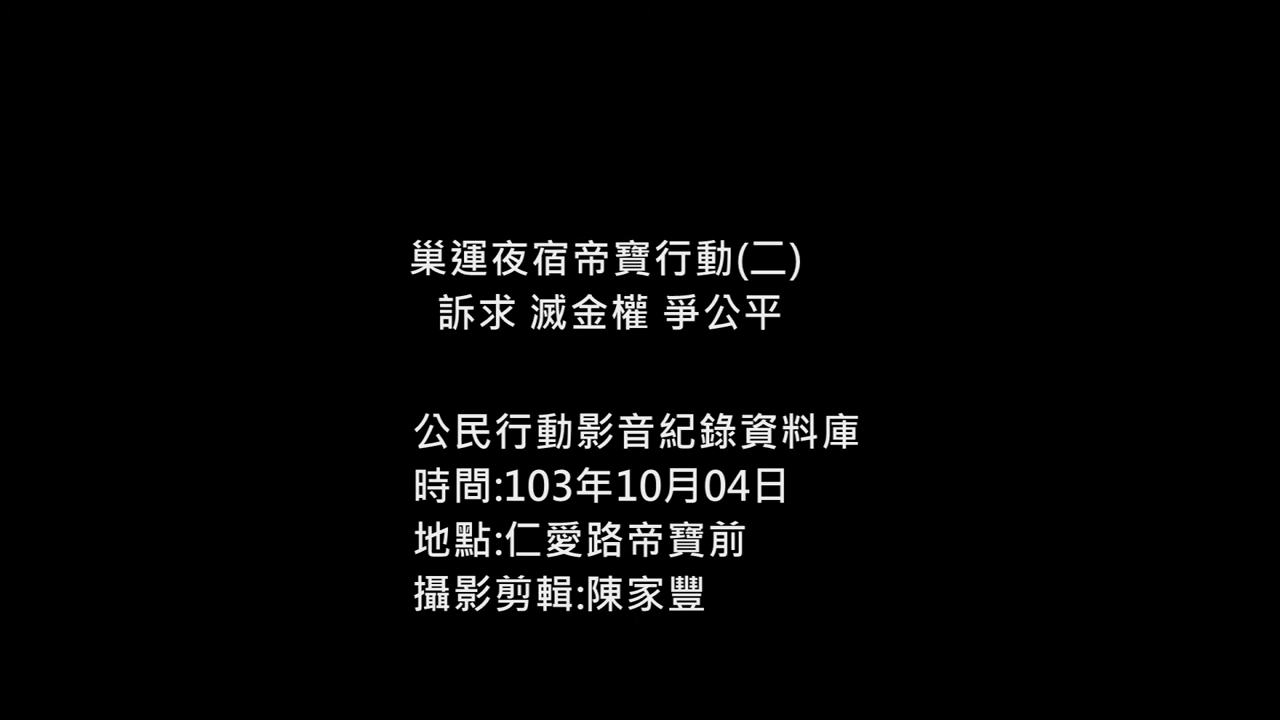 巢運夜宿帝寶行動(二)
訴求 滅金權 爭公平
公民行動影音紀錄資料庫
時間:103年10月04日
地點:仁愛路帝寶前
攝影剪輯:陳家豐